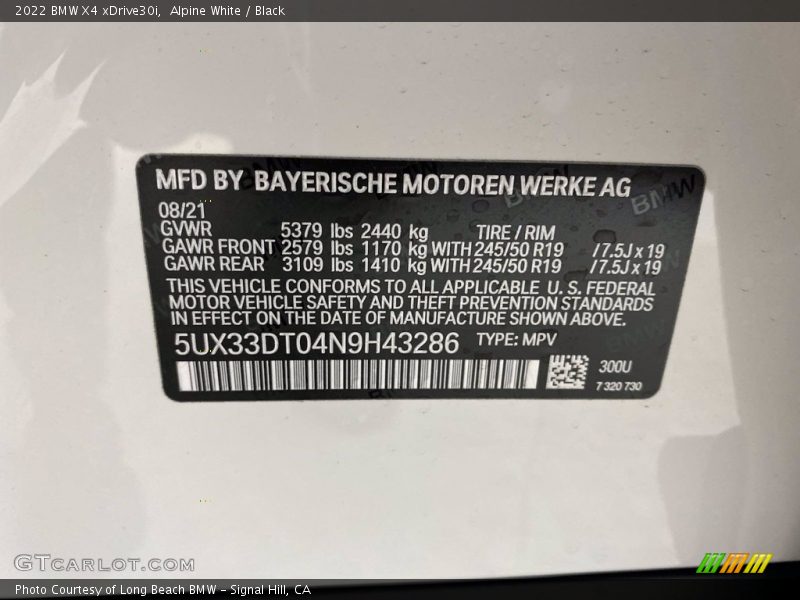 2022 BMW X4 xDrive30i, Alpine White / Black
MFD BY BAYERISCHE MOTOREN WERKE AG
08/21
GVWR 5379 lbs 2440 kg TIRE / RIM
GAWR FRONT 2579 lbs 1170 kg WITH 245/50 R19 /7.5J x 19
GAWR REAR 3109 lbs 1410 kg WITH 245/50 R19 /7.5J x 19
THIS VEHICLE CONFORMS TO ALL APPLICABLE U. S. FEDERAL
MOTOR VEHICLE SAFETY AND THEFT PREVENTION STANDARDS
IN EFFECT ON THE DATE OF MANUFACTURE SHOWN ABOVE.
5UX33DT04N9H43286 TYPE: MPV
300U
7 320 730
BMW
GTCARLOT.COM
Photo Courtesy of Long Beach BMW - Signal Hill, CA